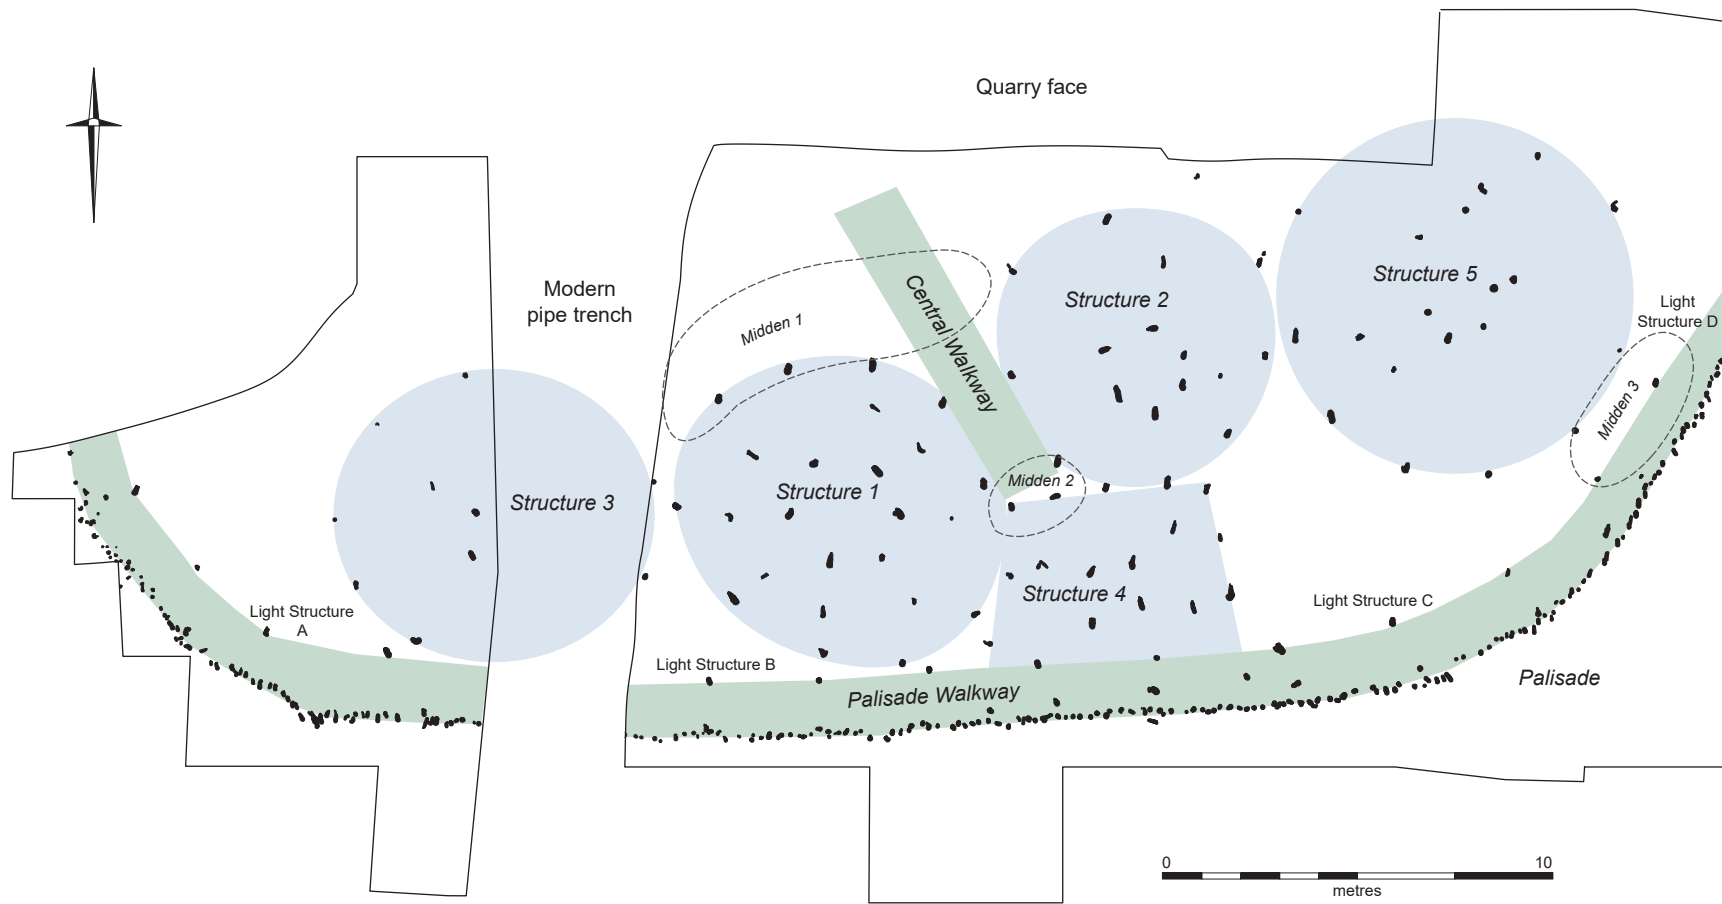 Quarry face
Modern
pipe trench
Central Walkway
Structure 2
Structure 5
Light
Structure D
Midden 1
Midden 3
Structure 3
Structure 1
Midden 2
Structure 4
Light Structure
A
Light Structure C
Light Structure B
Palisade Walkway
Palisade
0 10
metres